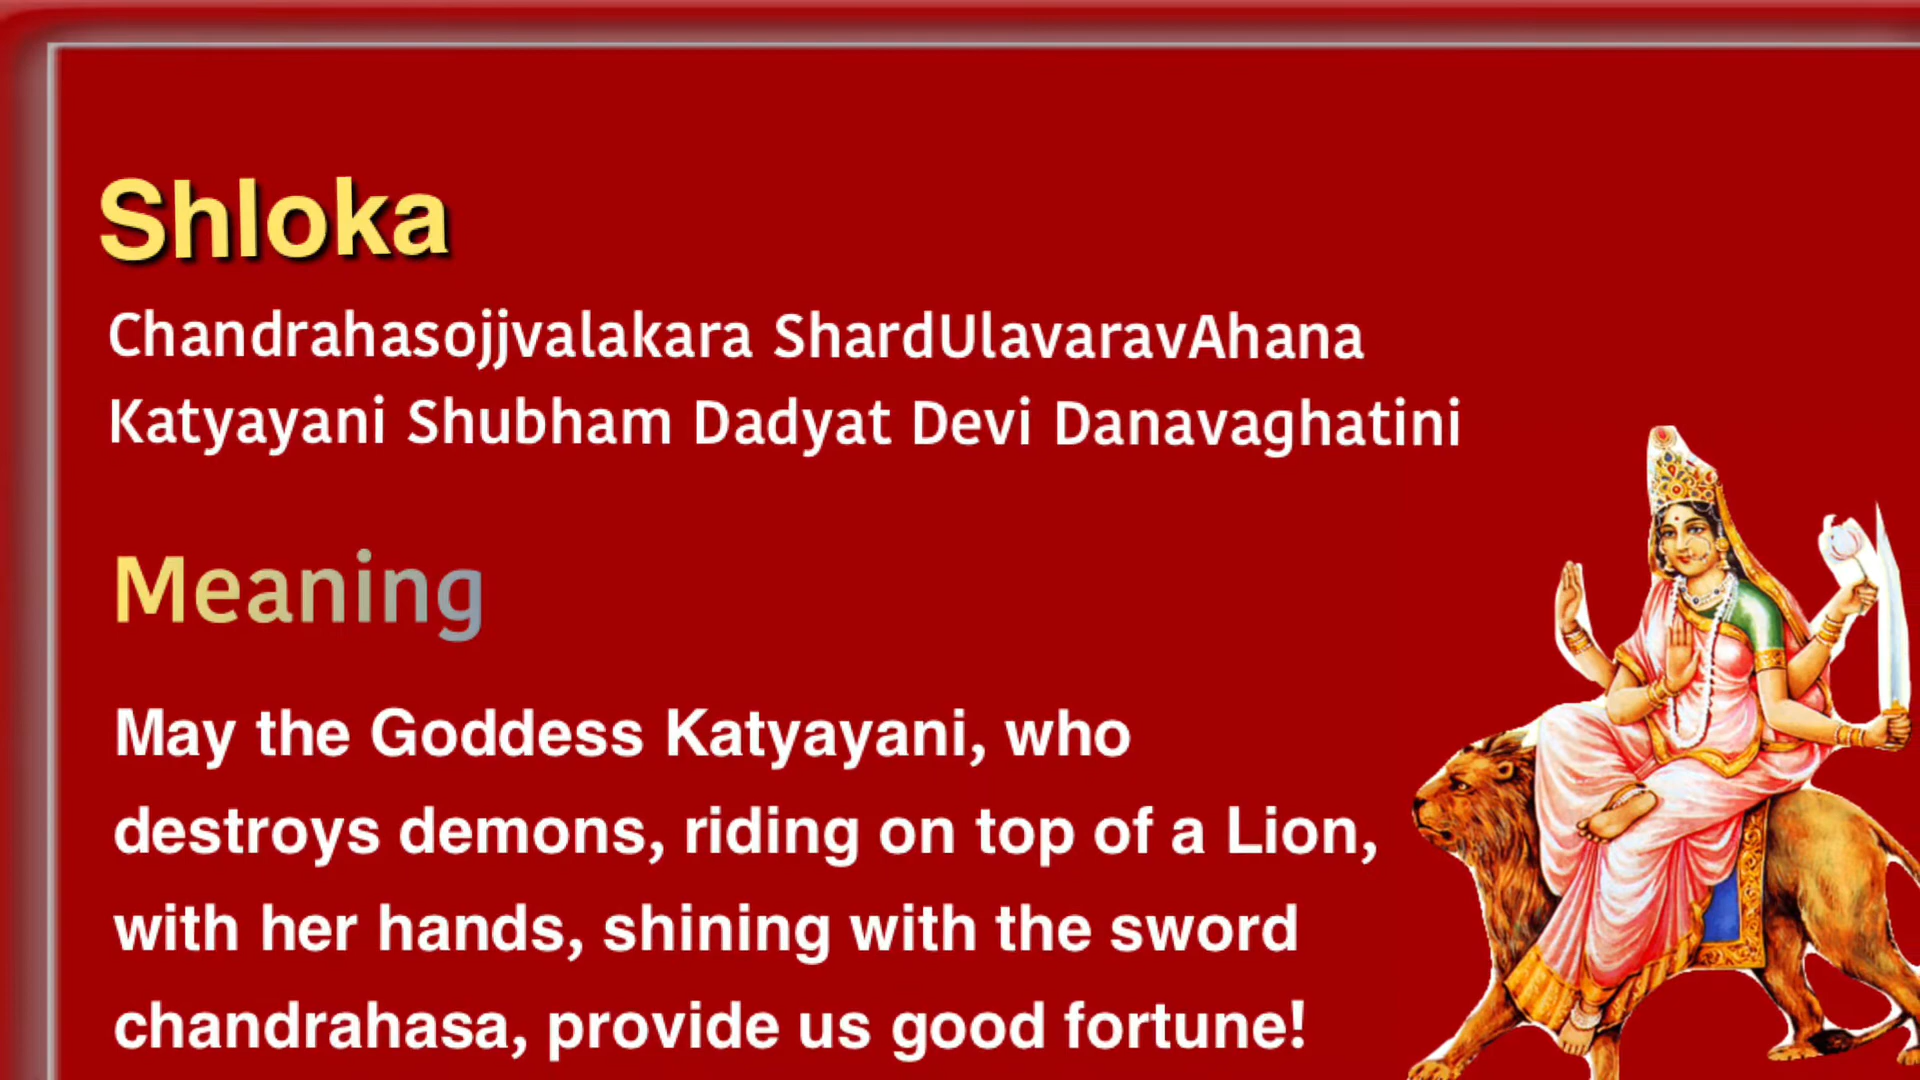 Shloka
Chandrahasojjvalakara ShardUlavaravAhana
Katyayani Shubham Dadyat Devi Danavaghatini
Meaning
May the Goddess Katyayani, who
destroys demons, riding on top of a Lion,
with her hands, shining with the sword
chandrahasa, provide us good fortune!